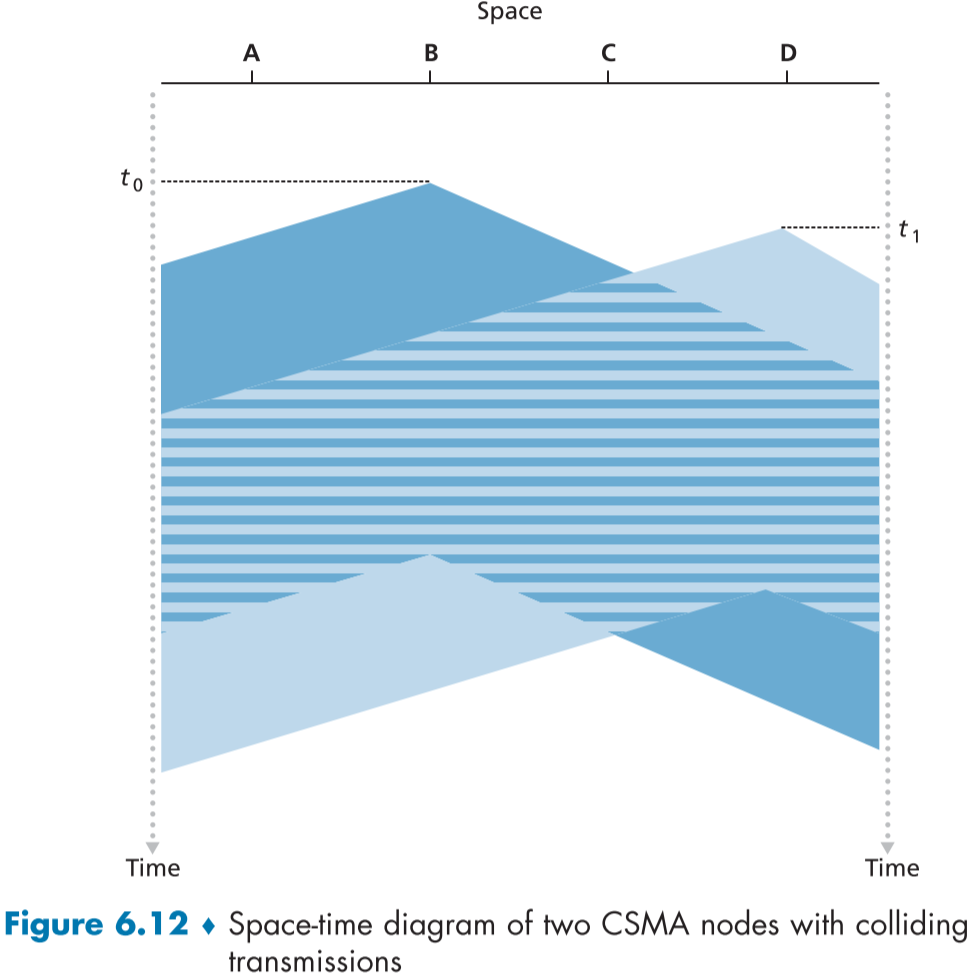 Space
A B C D
t0
t1
Time Time
Figure 6.12 ♦ Space-time diagram of two CSMA nodes with colliding
transmissions